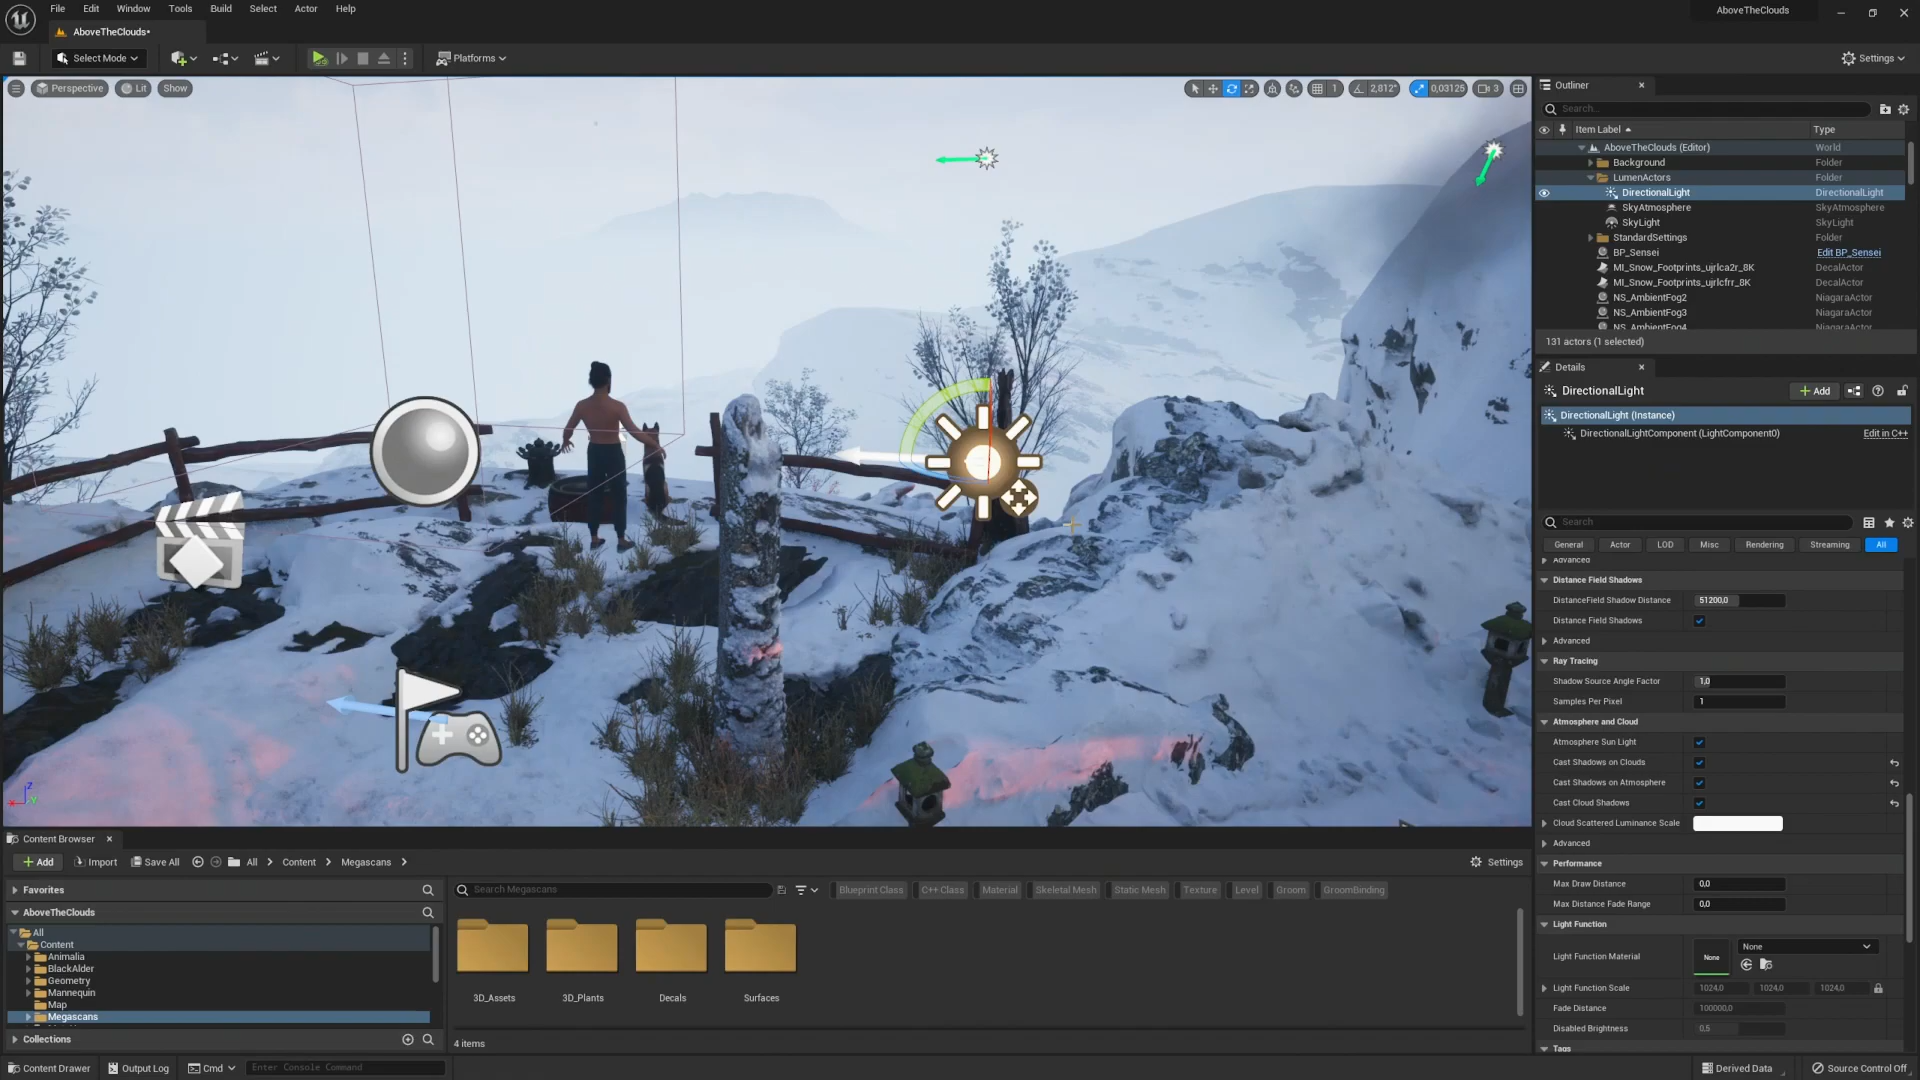 File Edit Window Tools Build Select Actor Help
AboveTheClouds
AboveTheClouds•
Select Mode
Platforms
Settings
Perspective Lit Show
1 2,812° 0,03125 3
Outliner
Search...
Item Label Type
AboveTheClouds (Editor) World
Background Folder
LumenActors Folder
DirectionalLight DirectionalLight
SkyAtmosphere SkyAtmosphere
SkyLight SkyLight
StandardSettings Folder
BP_Sensei Edit BP_Sensei
MI_Snow_Footprints_ujrlca2r_8K DecalActor
MI_Snow_Footprints_ujrlcfrr_8K DecalActor
NS_AmbientFog2 NiagaraActor
NS_AmbientFog3 NiagaraActor
NS_AmbientFog4 NiagaraActor
131 actors (1 selected)
Details
DirectionalLight
Add
DirectionalLight (Instance)
DirectionalLightComponent (LightComponent0) Edit in C++
Search
General Actor LOD Misc Rendering Streaming All
Advanced
Distance Field Shadows
DistanceField Shadow Distance 51200,0
Distance Field Shadows
Advanced
Ray Tracing
Shadow Source Angle Factor 1,0
Samples Per Pixel 1
Atmosphere and Cloud
Atmosphere Sun Light
Cast Shadows on Clouds
Cast Shadows on Atmosphere
Cast Cloud Shadows
Cloud Scattered Luminance Scale
Advanced
Performance
Max Draw Distance 0,0
Max Distance Fade Range 0,0
Light Function
Light Function Material None None
Light Function Scale 1024,0 1024,0 1024,0
Fade Distance 100000,0
Disabled Brightness 0,5
Tags
Z
X Y
Content Browser
Add Import Save All All Content Megascans
Settings
Favorites
AboveTheClouds
All
Content
Animalia
BlackAlder
Geometry
Mannequin
Map
Megascans
Collections
Search Megascans
Blueprint Class C++ Class Material Skeletal Mesh Static Mesh Texture Level Groom GroomBinding
3D_Assets 3D_Plants Decals Surfaces
4 items
Content Drawer Output Log Cmd Enter Console Command
Derived Data Source Control Off